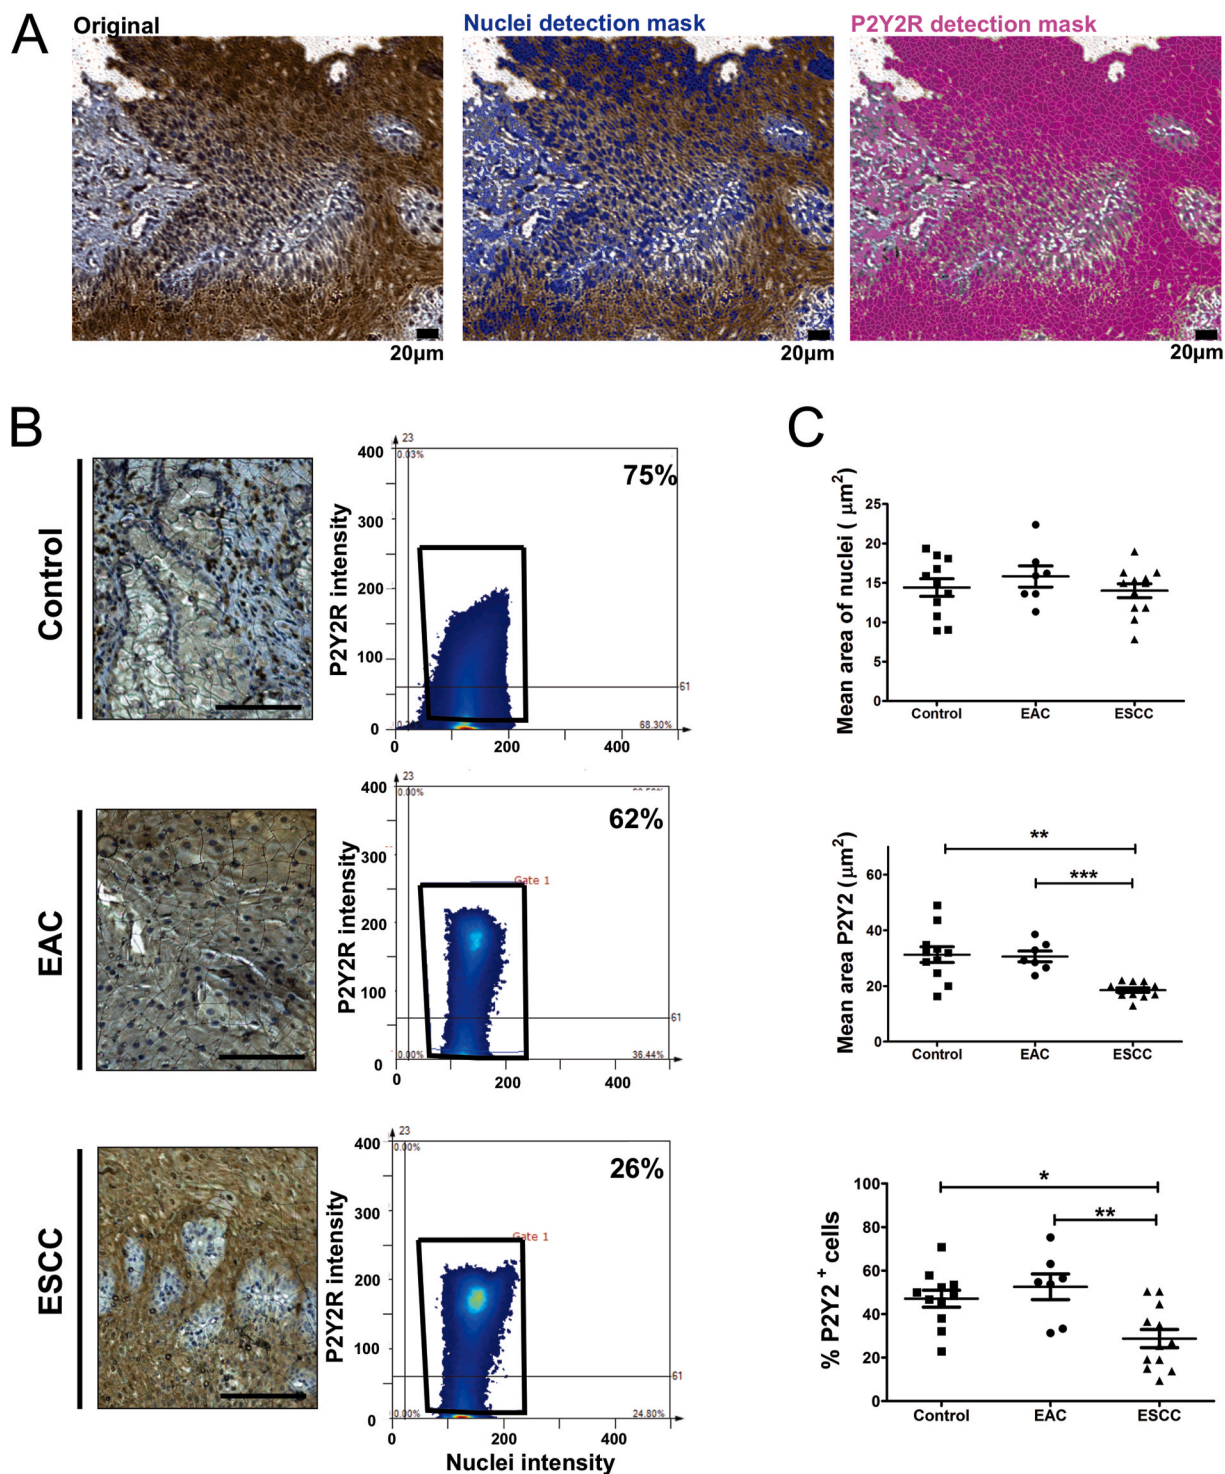 A
Original
Nuclei detection mask
P2Y2R detection mask
20µm
20µm
20µm
B
Control
P2Y2R intensity
400
300
200
100
0
23
0.03%
75%
61
68.30%
0
200
400
EAC
P2Y2R intensity
400
300
200
100
0
23
0.00%
62%
Gate 1
61
0.00%
36.44%
0
200
400
ESCC
P2Y2R intensity
400
300
200
100
0
23
0.00%
26%
Gate 1
61
0.00%
24.80%
0
200
400
Nuclei intensity
C
Mean area of nuclei ( µm²)
25
20
15
10
5
0
Control EAC ESCC
Mean area P2Y2 (µm²)
60
40
20
0
**
***
Control EAC ESCC
% P2Y2 + cells
100
80
60
40
20
0
*
**
Control EAC ESCC